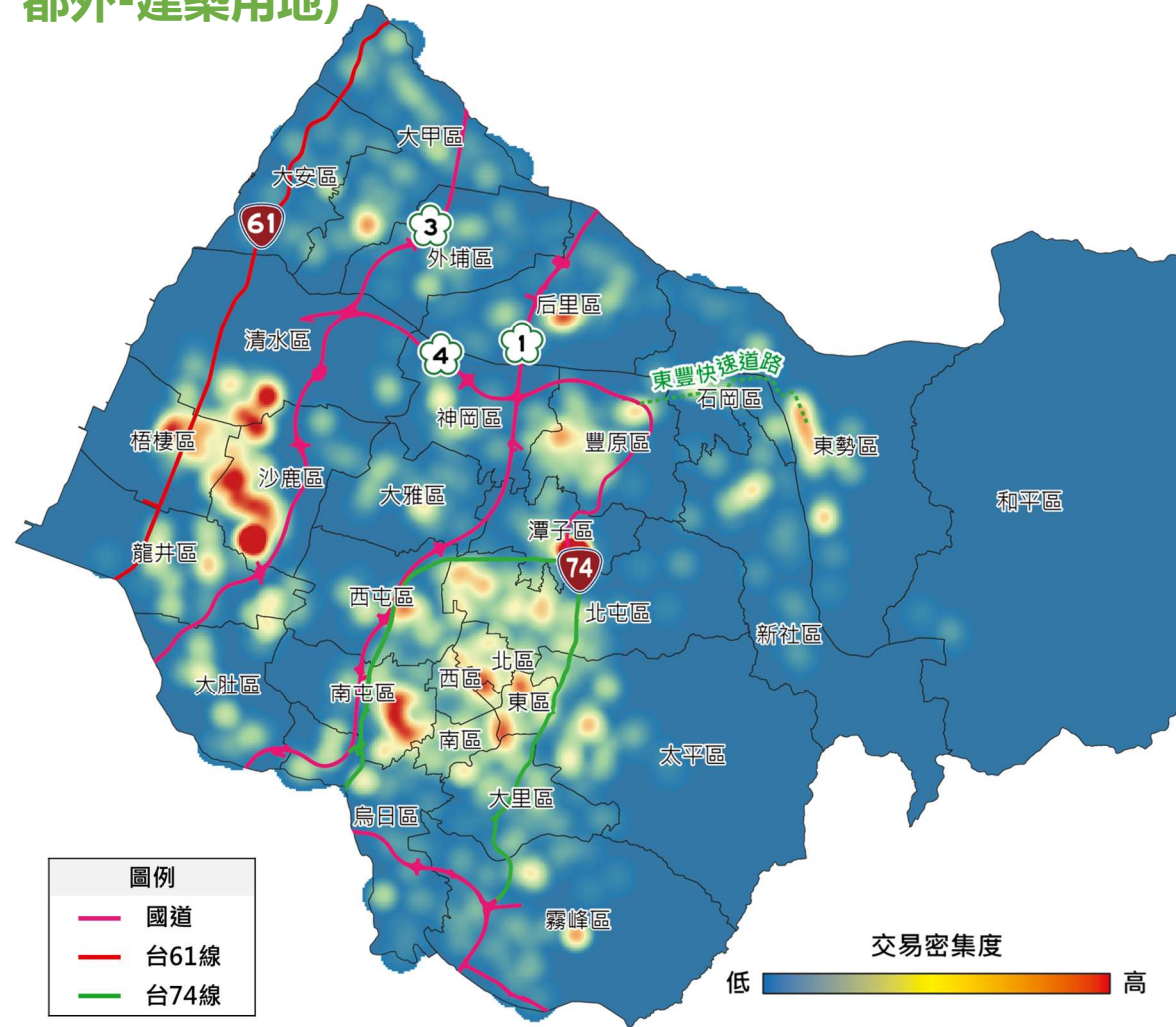 都外-建築用地)
大甲區
大安區
61
3
外埔區
后里區
清水區
4
1
東豐快速道路
石岡區
神岡區
梧棲區
豐原區
東勢區
沙鹿區
大雅區
和平區
龍井區
潭子區
74
西屯區
北屯區
新社區
北區
西區
大肚區
南屯區
東區
南區
太平區
大里區
烏日區
霧峰區
圖例
國道
台61線
台74線
交易密集度
低
高